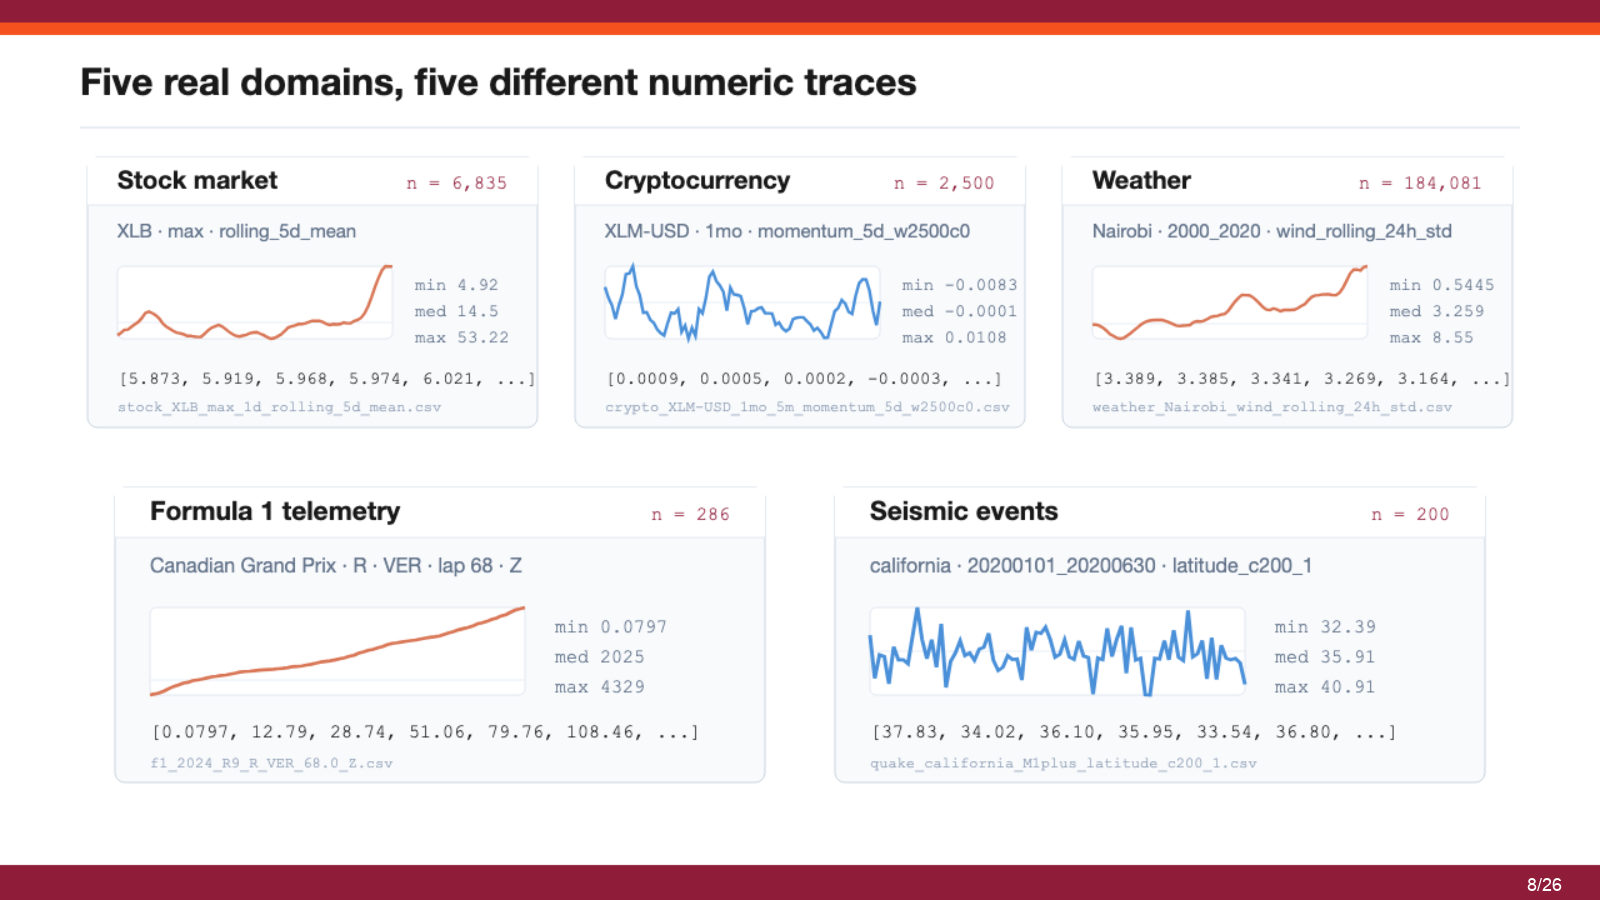 Five real domains, five different numeric traces
Stock market
n = 6,835
XLB · max · rolling_5d_mean
min 4.92
med 14.5
max 53.22
[5.873, 5.919, 5.968, 5.974, 6.021, ...]
stock_XLB_max_1d_rolling_5d_mean.csv
Cryptocurrency
n = 2,500
XLM-USD · 1mo · momentum_5d_w2500c0
min -0.0083
med -0.0001
max 0.0108
[0.0009, 0.0005, 0.0002, -0.0003, ...]
crypto_XLM-USD_1mo_5m_momentum_5d_w2500c0.csv
Weather
n = 184,081
Nairobi · 2000_2020 · wind_rolling_24h_std
min 0.5445
med 3.259
max 8.55
[3.389, 3.385, 3.341, 3.269, 3.164, ...]
weather_Nairobi_wind_rolling_24h_std.csv
Formula 1 telemetry
n = 286
Canadian Grand Prix · R · VER · lap 68 · Z
min 0.0797
med 2025
max 4329
[0.0797, 12.79, 28.74, 51.06, 79.76, 108.46, ...]
f1_2024_R9_R_VER_68.0_Z.csv
Seismic events
n = 200
california · 20200101_20200630 · latitude_c200_1
min 32.39
med 35.91
max 40.91
[37.83, 34.02, 36.10, 35.95, 33.54, 36.80, ...]
quake_california_M1plus_latitude_c200_1.csv
8/26